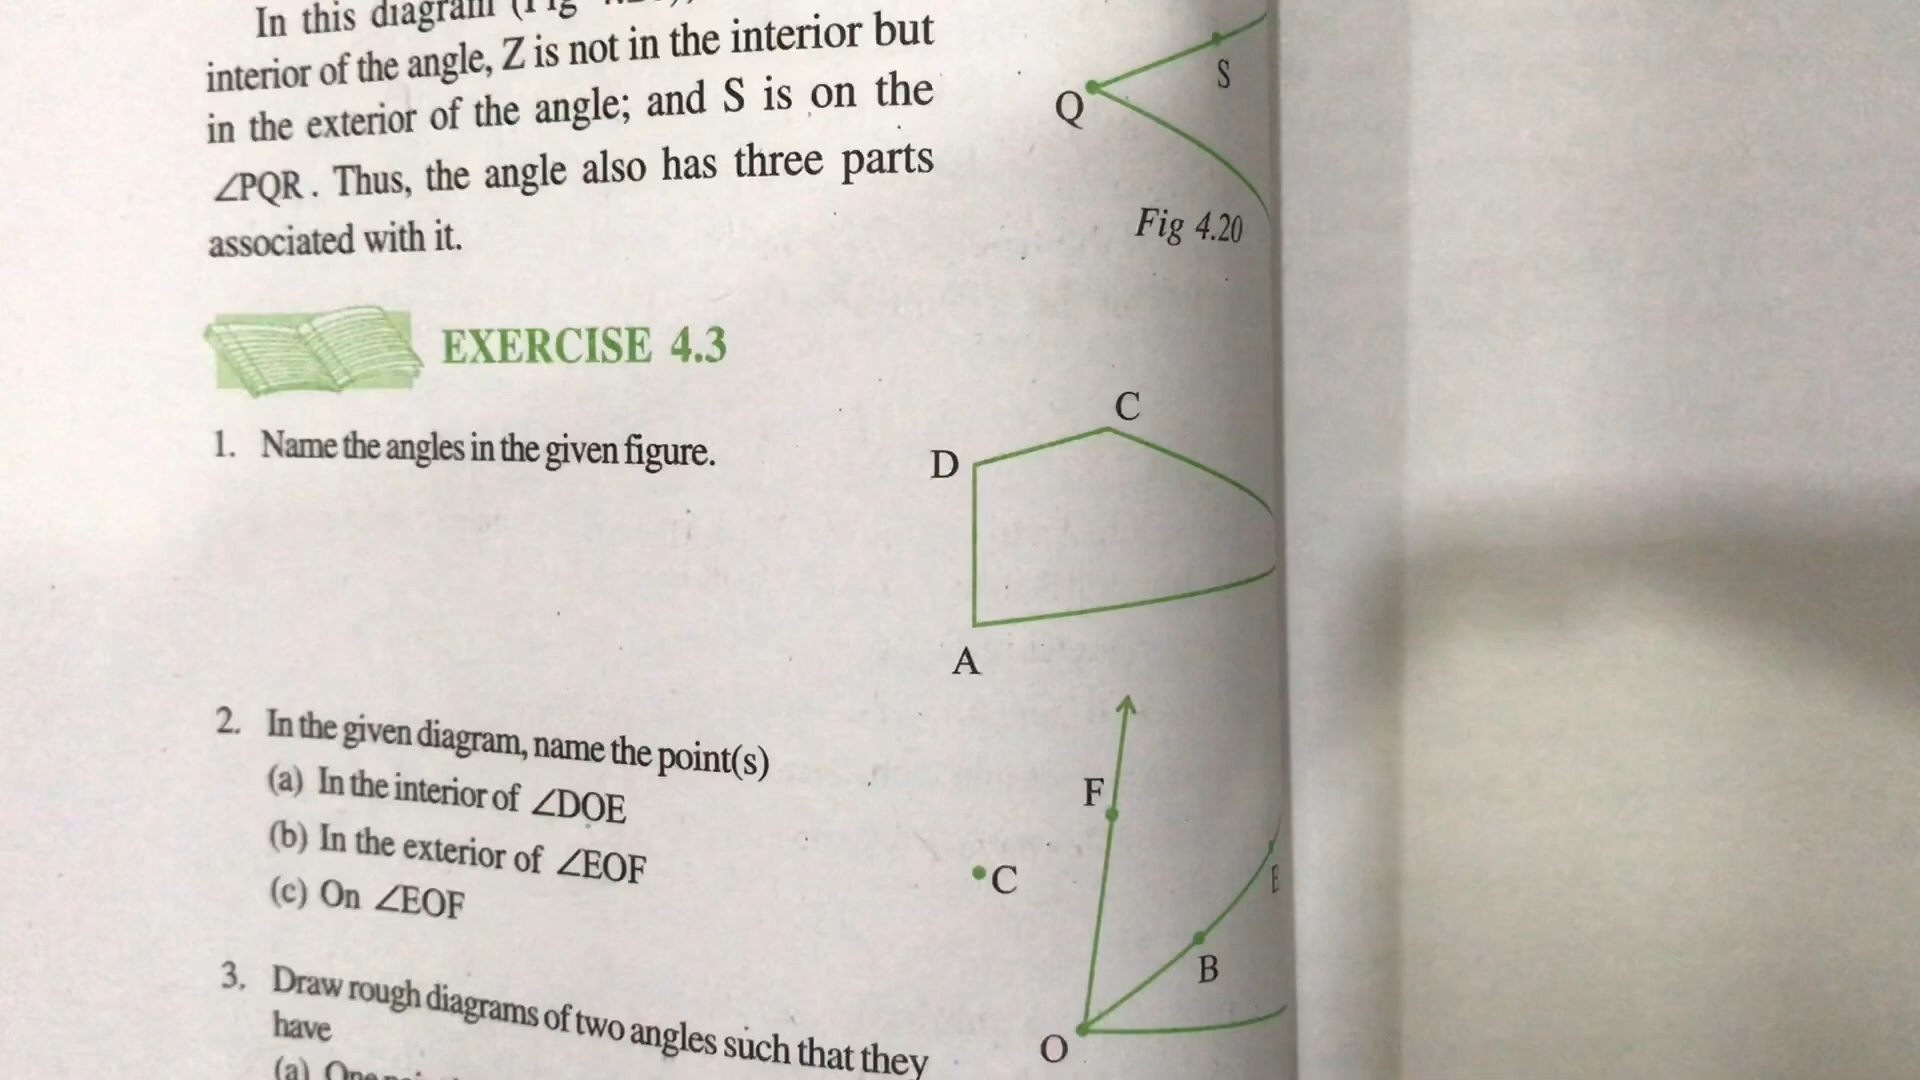 In this diagram (Fig
interior of the angle, Z is not in the interior but
in the exterior of the angle; and S is on the
∠PQR. Thus, the angle also has three parts
associated with it.
S
Q
Fig 4.20
EXERCISE 4.3
1. Name the angles in the given figure.
C
D
A
2. In the given diagram, name the point(s)
(a) In the interior of ∠DOE
(b) In the exterior of ∠EOF
(c) On ∠EOF
F
•C
E
B
O
3. Draw rough diagrams of two angles such that they
have
(a) One